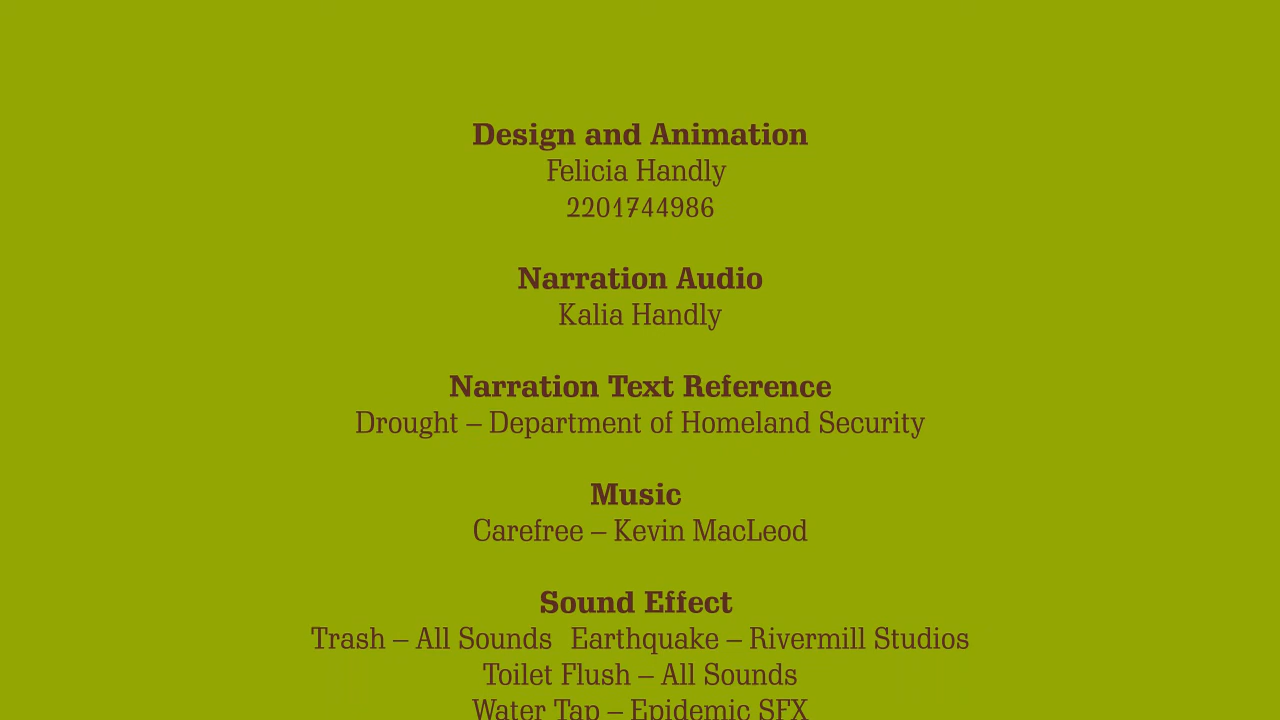 Design and Animation
Felicia Handly
2201744986
Narration Audio
Kalia Handly
Narration Text Reference
Drought – Department of Homeland Security
Music
Carefree – Kevin MacLeod
Sound Effect
Trash – All Sounds Earthquake – Rivermill Studios
Toilet Flush – All Sounds
Water Tap – Epidemic SFX